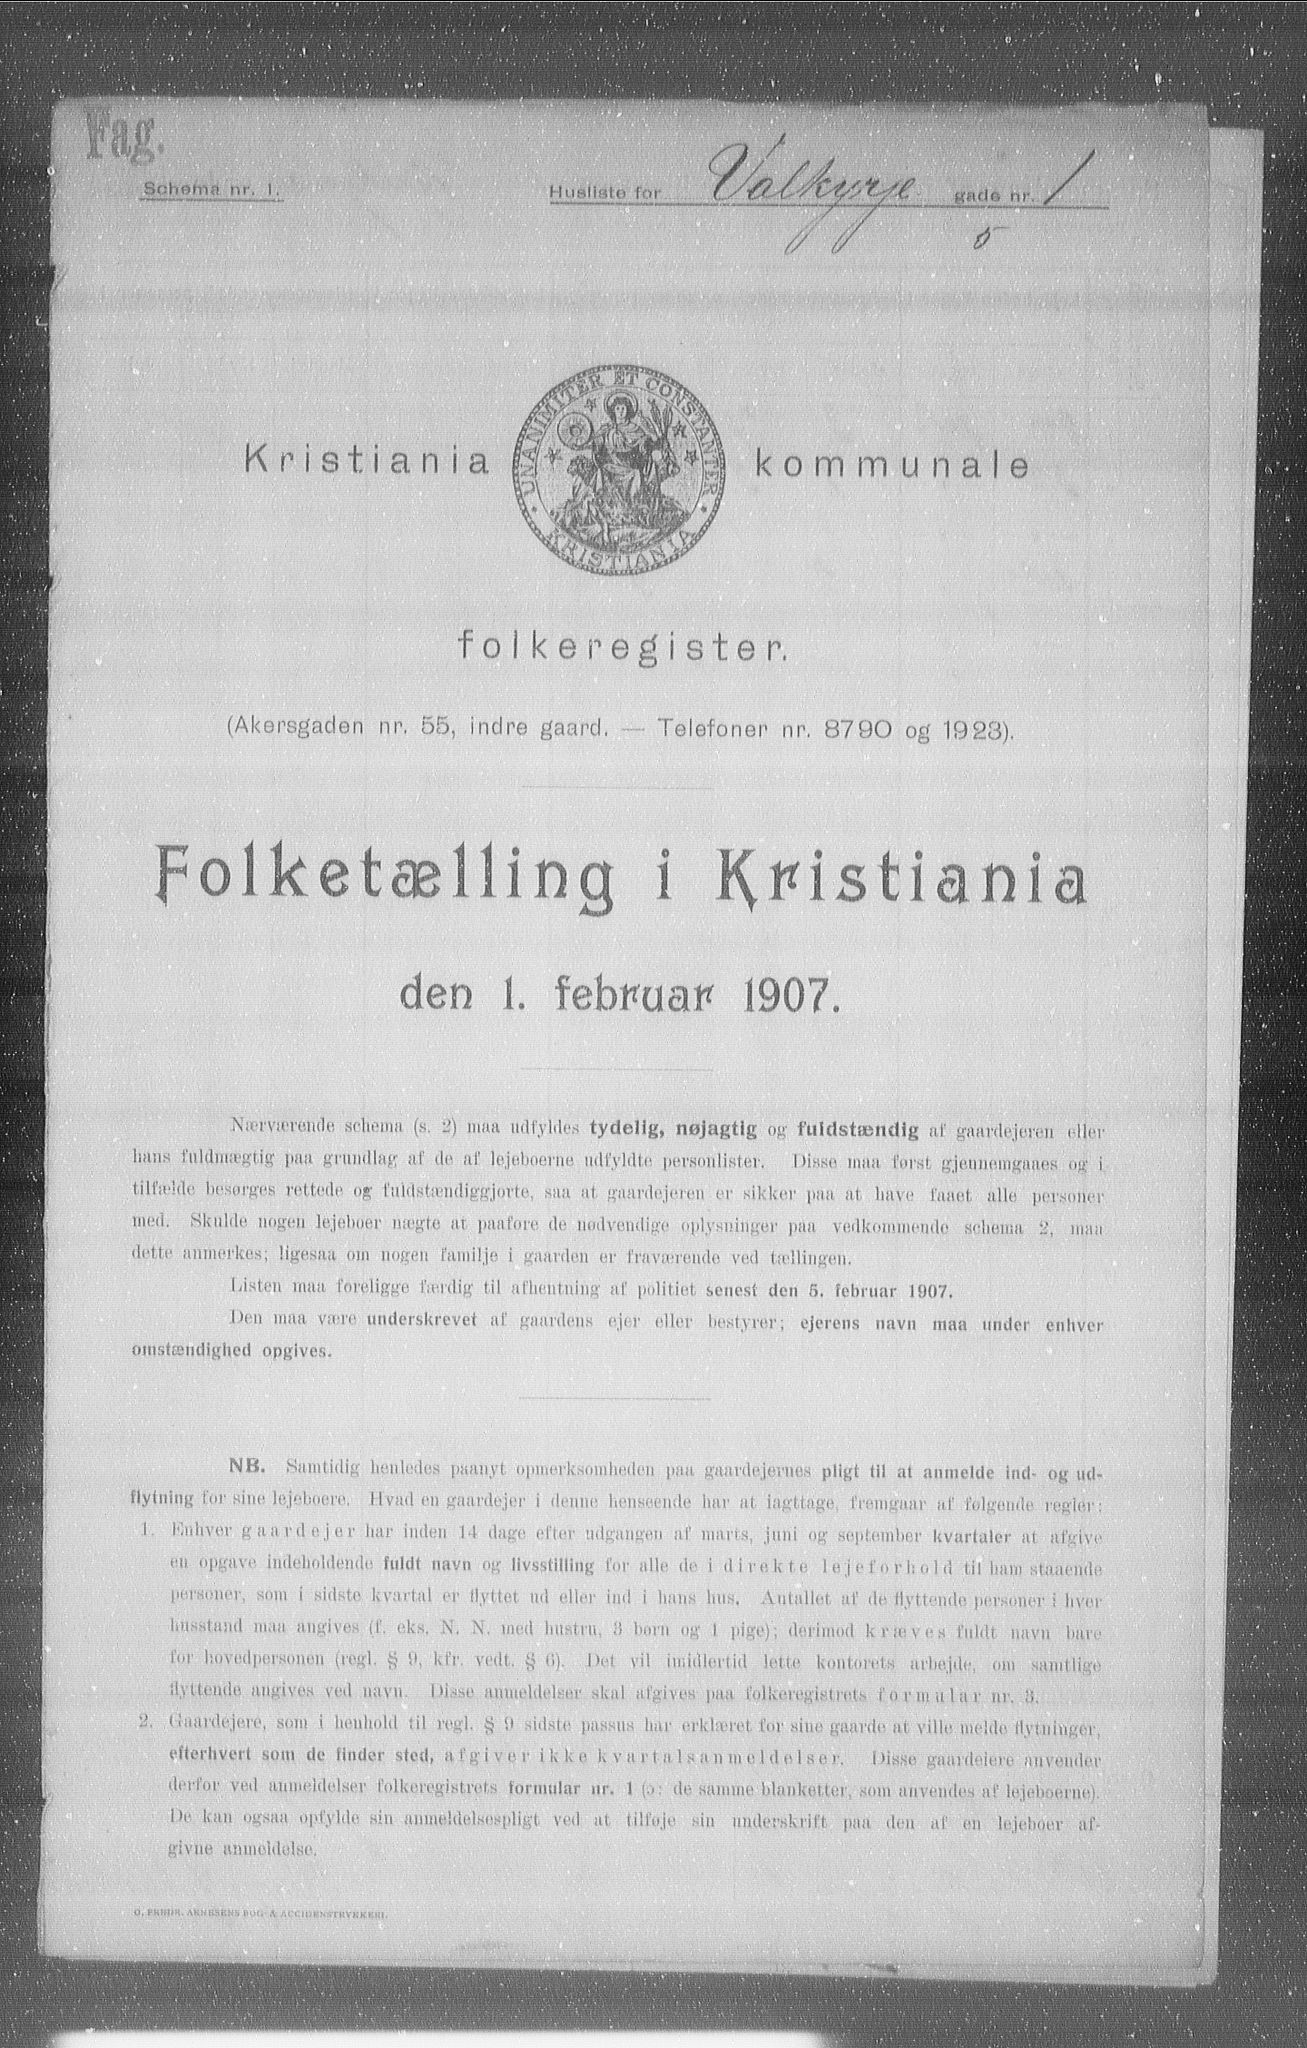 Fag.
Schema nr. 1.
Husliste for Valkyrje gade nr. 1
5
UNANIMITER ET CONSTANTER
KRISTIANIA
Kristiania kommunale
folkeregister.
(Akersgaden nr. 55, indre gaard. — Telefoner nr. 8790 og 1923).
Folketælling i Kristiania
den 1. februar 1907.
Nærværende schema (s. 2) maa udfyldes tydelig, nøjagtig og fuldstændig af gaardejeren eller
hans fuldmægtig paa grundlag af de af lejeboerne udfyldte personlister. Disse maa først gjennemgaaes og i
tilfælde besørges rettede og fuldstændiggjorte, saa at gaardejeren er sikker paa at have faaet alle personer
med. Skulde nogen lejeboer nægte at paaføre de nødvendige oplysninger paa vedkommende schema 2, maa
dette anmerkes; ligesaa om nogen familje i gaarden er fraværende ved tællingen.
Listen maa foreligge færdig til afhentning af politiet senest den 5. februar 1907.
Den maa være underskrevet af gaardens ejer eller bestyrer; ejerens navn maa under enhver
omstændighed opgives.
NB. Samtidig henledes paanyt opmerksomheden paa gaardejernes pligt til at anmelde ind- og ud-
flytning for sine lejeboere. Hvad en gaardejer i denne henseende har at iagttage, fremgaar af følgende regler:
1. Enhver gaardejer har inden 14 dage efter udgangen af marts, juni og september kvartaler at afgive
en opgave indeholdende fuldt navn og livsstilling for alle de i direkte lejeforhold til ham staaende
personer, som i sidste kvartal er flyttet ud eller ind i hans hus. Antallet af de flyttende personer i hver
husstand maa angives (f. eks. N. N. med hustru, 3 børn og 1 pige); derimod kræves fuldt navn bare
for hovedpersonen (regl. § 9, kfr. vedt. § 6). Det vil imidlertid lette kontorets arbejde, om samtlige
flyttende angives ved navn. Disse anmeldelser skal afgives paa folkeregistrets formular nr. 3.
2. Gaardejere, som i henhold til regl. § 9 sidste passus har erklæret for sine gaarde at ville melde flytninger,
efterhvert som de finder sted, afgiver ikke kvartalsanmeldelser. Disse gaardeiere anvender
derfor ved anmeldelser folkeregistrets formular nr. 1 (ɔ: de samme blanketter, som anvendes af lejeboerne).
De kan ogsaa opfylde sin anmeldelsespligt ved at tilføje sin underskrift paa den af en lejeboer af-
givne anmeldelse.
O. FREDR. ARNESENS BOG- & ACCIDENSTRYKKERI.